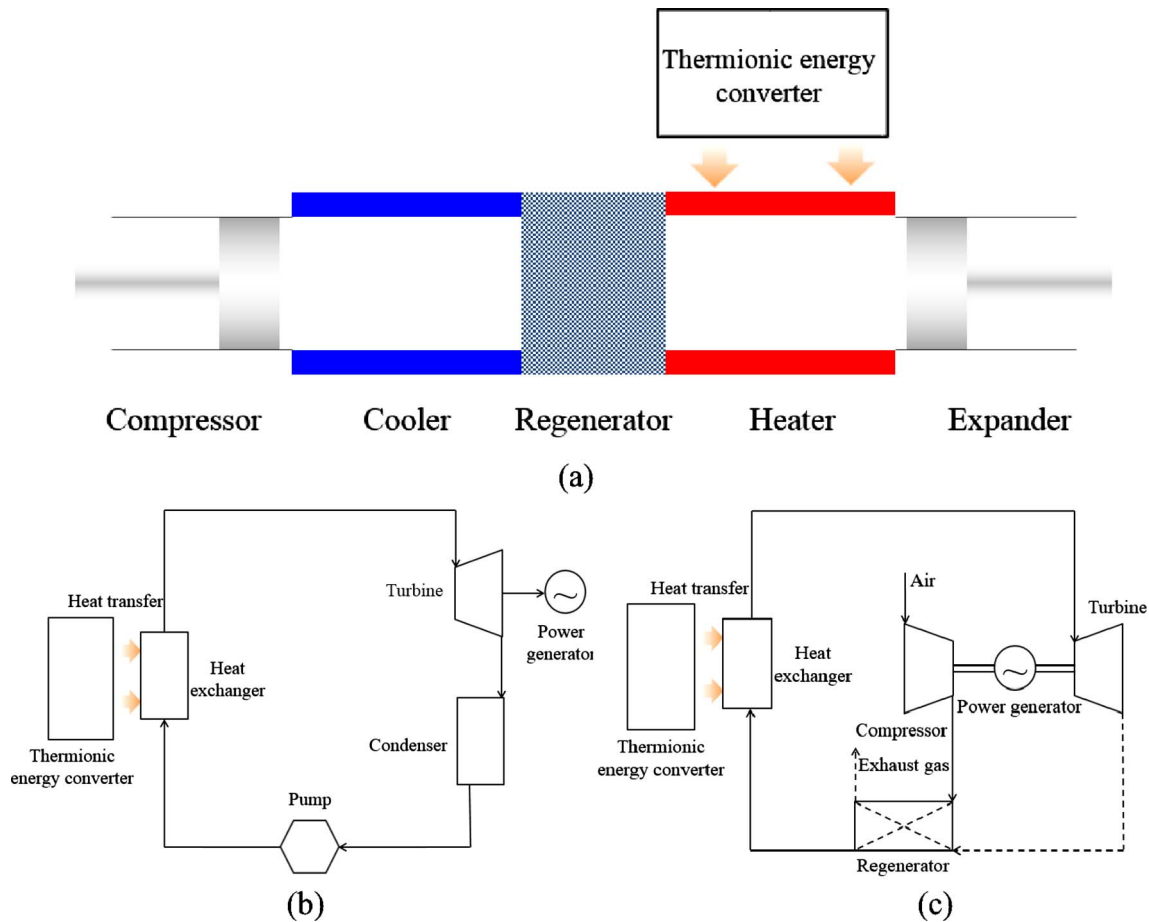 Thermionic energy
converter
Compressor Cooler Regenerator Heater Expander
(a)
Heat transfer
Turbine
Power
generator
Heat
exchanger
Condenser
Thermionic
energy converter
Pump
(b)
Air
Heat transfer
Turbine
Heat
exchanger
Power generator
Compressor
Thermionic
energy converter
Exhaust gas
Regenerator
(c)